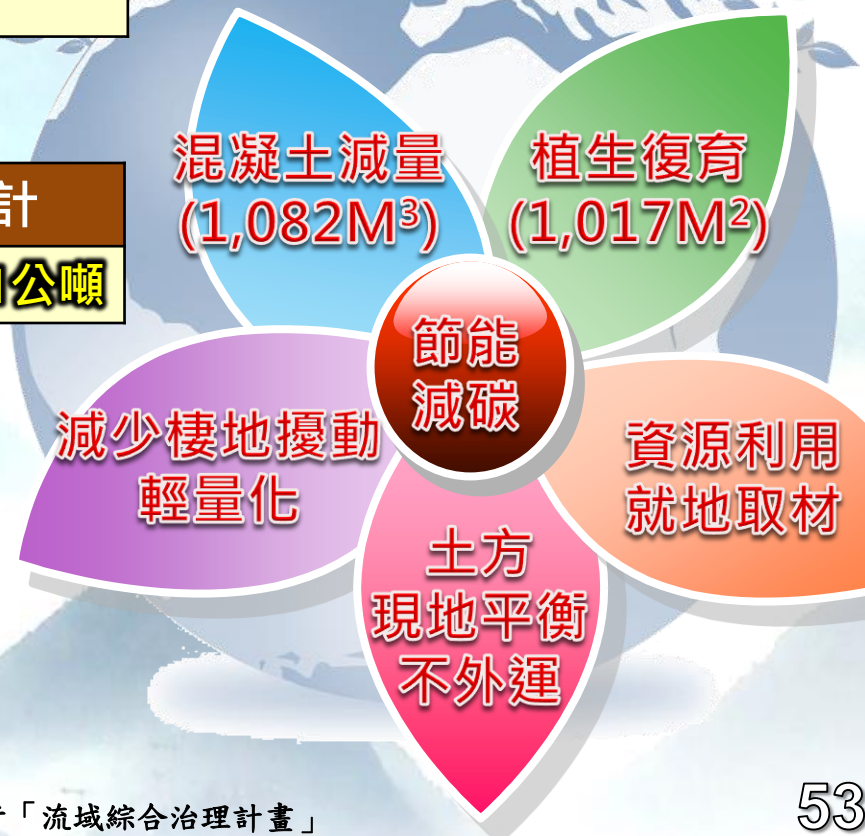 混凝土減量
(1,082M³)
植生復育
(1,017M²)
計
公噸
節能
減碳
減少棲地擾動
輕量化
資源利用
就地取材
土方
現地平衡
不外運
「流域綜合治理計畫」
53